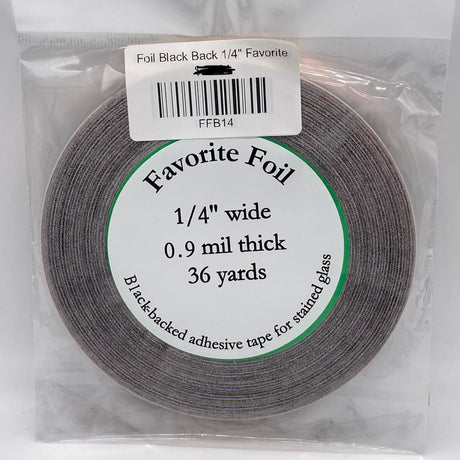 Foil Black Back 1/4" Favorite
FFB14
Favorite Foil
1/4" wide
0.9 mil thick
36 yards
Black-backed adhesive tape for stained glass